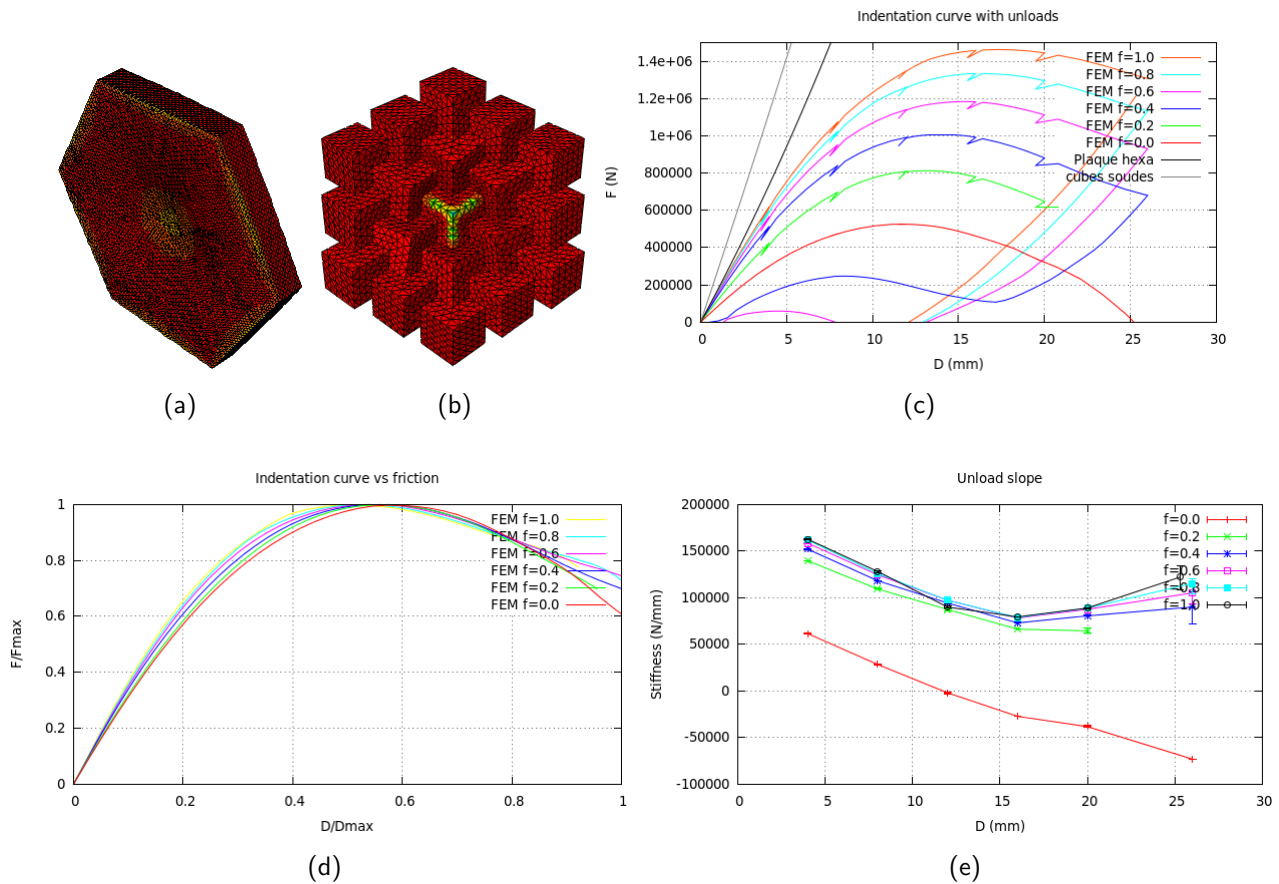 (a)
(b)
Indentation curve with unloads
F (N)
1.4e+06
1.2e+06
1e+06
800000
600000
400000
200000
0
0
5
10
15
20
25
30
D (mm)
FEM f=1.0
FEM f=0.8
FEM f=0.6
FEM f=0.4
FEM f=0.2
FEM f=0.0
Plaque hexa
cubes soudes
(c)
Indentation curve vs friction
F/Fmax
1
0.8
0.6
0.4
0.2
0
0
0.2
0.4
0.6
0.8
1
D/Dmax
FEM f=1.0
FEM f=0.8
FEM f=0.6
FEM f=0.4
FEM f=0.2
FEM f=0.0
(d)
Unload slope
Stiffness (N/mm)
200000
150000
100000
50000
0
-50000
-100000
0
5
10
15
20
25
30
D (mm)
f=0.0
f=0.2
f=0.4
f=0.6
f=0.8
f=1.0
(e)